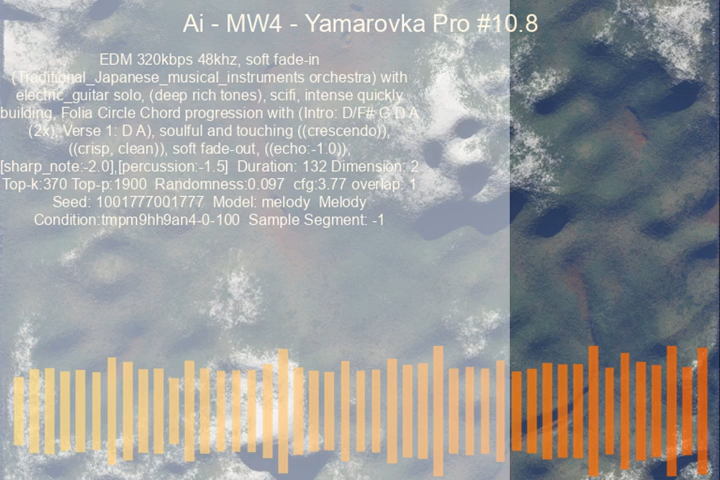 Ai - MW4 - Yamarovka Pro #10.8
EDM 320kbps 48khz, soft fade-in
(Traditional_Japanese_musical_instruments orchestra) with
electric_guitar solo, (deep rich tones), scifi, intense quickly
building, Folia Circle Chord progression with (Intro: D/F# G D A
(2x), Verse 1: D A), soulful and touching ((crescendo)),
((crisp, clean)), soft fade-out, ((echo:-1.0)),
[sharp_note:-2.0],[percussion:-1.5] Duration: 132 Dimension: 2
Top-k:370 Top-p:1900 Randomness:0.097 cfg:3.77 overlap: 1
Seed: 1001777001777 Model: melody Melody
Condition:tmpm9hh9an4-0-100 Sample Segment: -1